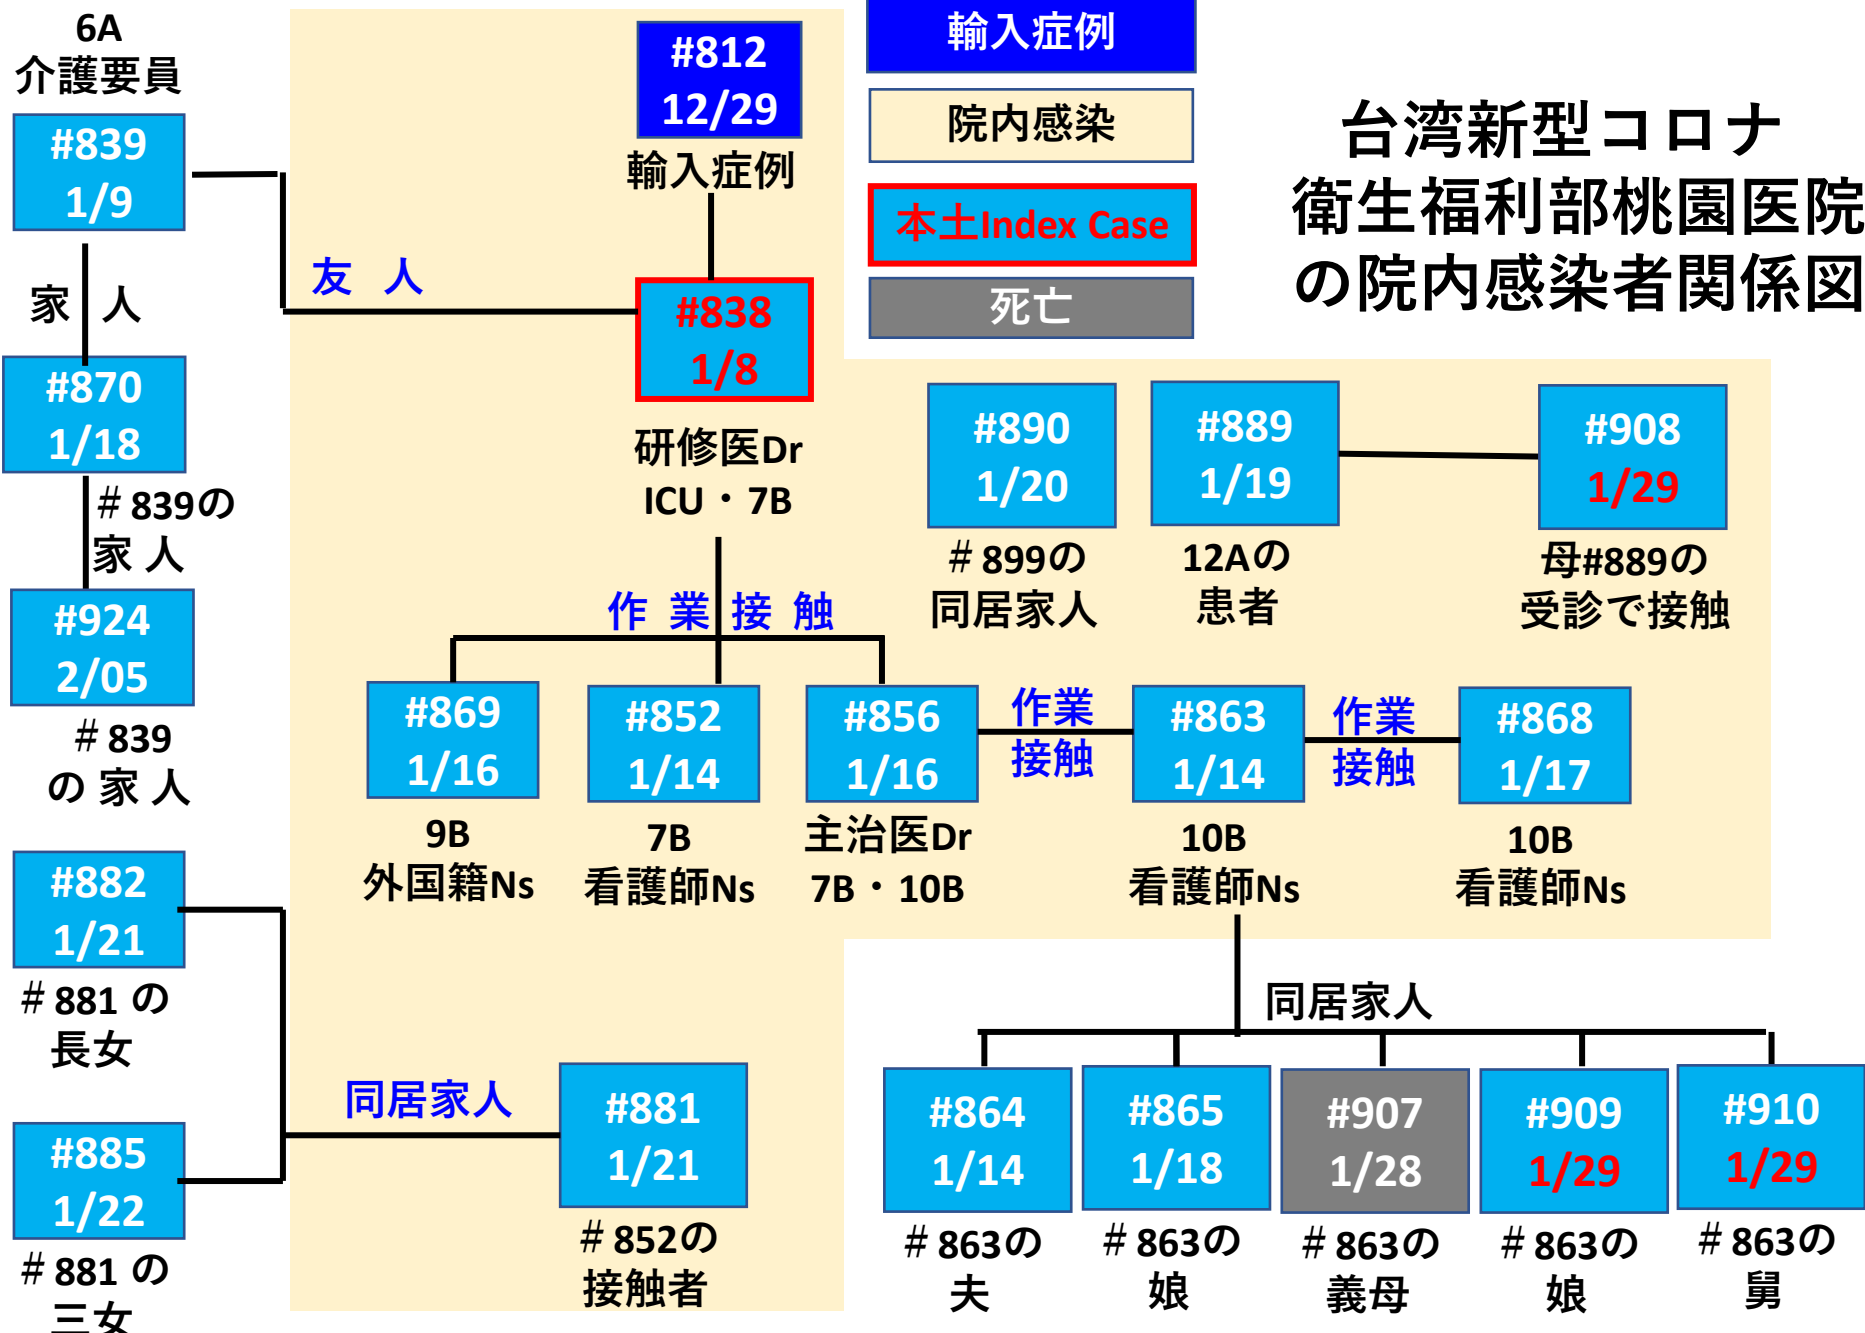 6A
介護要員
#839
1/9
家 人
#870
1/18
＃839の
家 人
#924
2/05
＃839
の 家 人
#882
1/21
＃881 の
長女
#885
1/22
＃881 の
三女
#812
12/29
輸入症例
友 人
#838
1/8
研修医Dr
ICU・7B
作 業 接 触
#869
1/16
9B
外国籍Ns
#852
1/14
7B
看護師Ns
#856
1/16
主治医Dr
7B・10B
作業
接触
#863
1/14
10B
看護師Ns
作業
接触
#868
1/17
10B
看護師Ns
同居家人
#881
1/21
＃852の
接触者
輸入症例
院内感染
本土Index Case
死亡
台湾新型コロナ
衛生福利部桃園医院
の院内感染者関係図
#890
1/20
＃899の
同居家人
#889
1/19
12Aの
患者
#908
1/29
母#889の
受診で接触
同居家人
#864
1/14
＃863の
夫
#865
1/18
＃863の
娘
#907
1/28
＃863の
義母
#909
1/29
＃863の
娘
#910
1/29
＃863の
舅